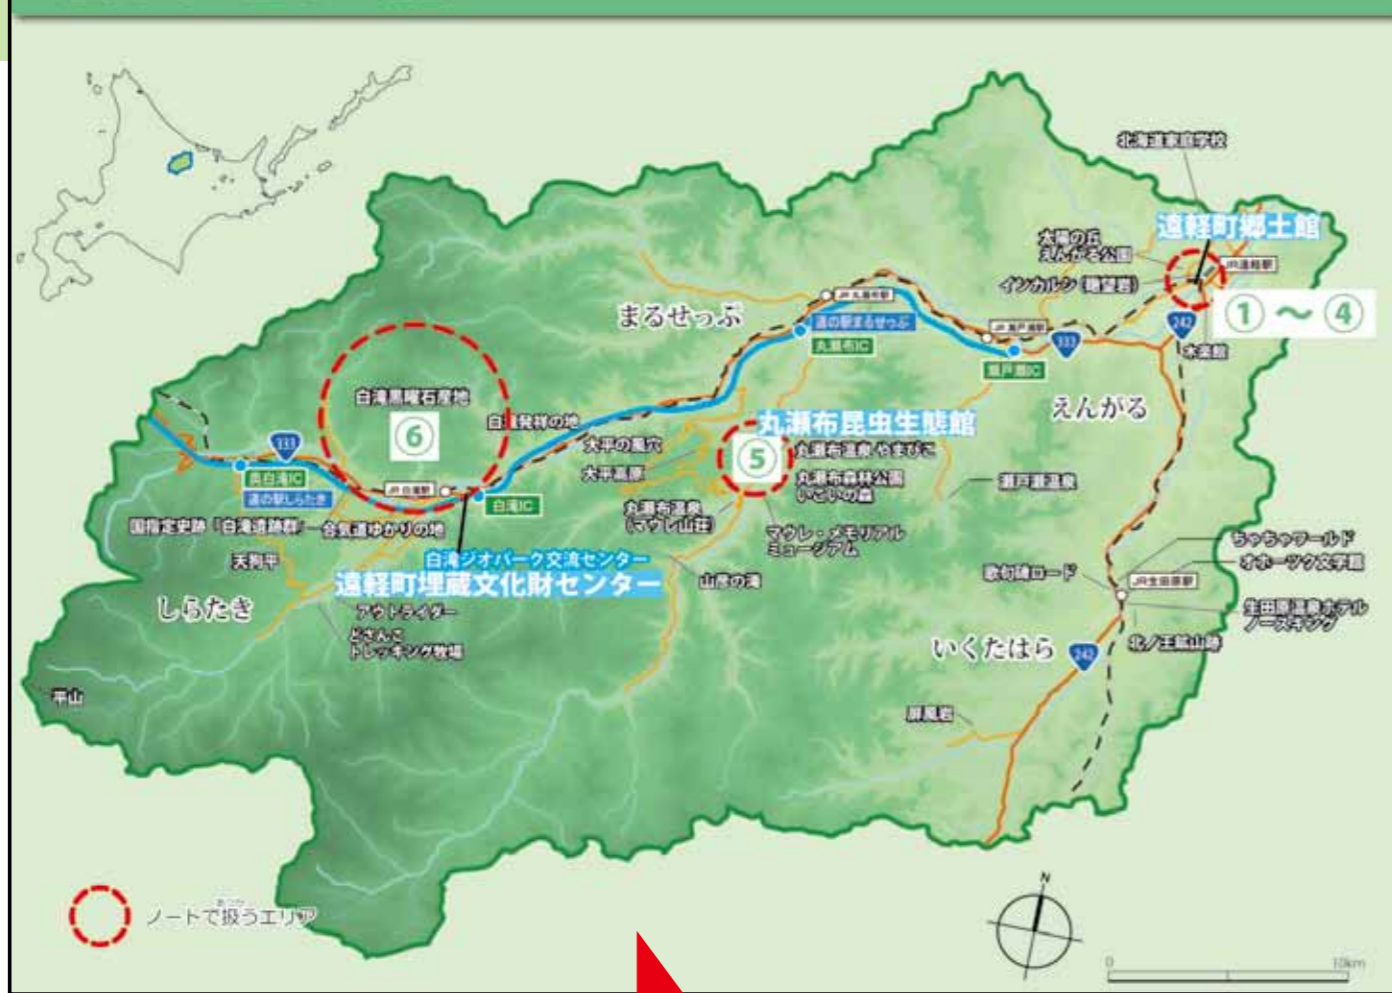 北海道家庭学校
遠軽町郷土館
太陽の丘
えんがる公園
JR遠軽駅
インカルシ(瞰望岩)
①～④
242
木楽館
JR丸瀬布駅
まるせっぷ
道の駅まるせっぷ
丸瀬布IC
JR瀬戸瀬駅
333
瀬戸瀬IC
えんがる
白滝黒曜石産地
⑥
白滝発祥の地
丸瀬布昆虫生態館
⑤
大平の風穴
大平高原
丸瀬布温泉 やまびこ
丸瀬布森林公園
いこいの森
瀬戸瀬温泉
333
奥白滝IC
道の駅しらたき
JR白滝駅
白滝IC
丸瀬布温泉
(マウレ山荘)
マウレ・メモリアル
ミュージアム
国指定史跡「白滝遺跡群」
合気道ゆかりの地
天狗平
白滝ジオパーク交流センター
遠軽町埋蔵文化財センター
山彦の滝
ちゃちゃワールド
オホーツク文学館
歌句碑ロード
JR生田原駅
しらたき
アウトライダー
どさんこ
トレッキング牧場
生田原温泉ホテル
ノースキング
いくたはら
242
北ノ王鉱山跡
平山
屏風岩
ノートで扱うエリア
N
0
10km